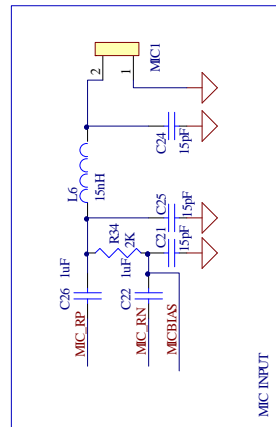 MIC1
2
1
C24
15pF
L6
15nH
C25
15pF
R34
2K
C21
15pF
1uF
C26
1uF
C22
MIC_RP
MIC_RN
MICBIAS
MIC INPUT